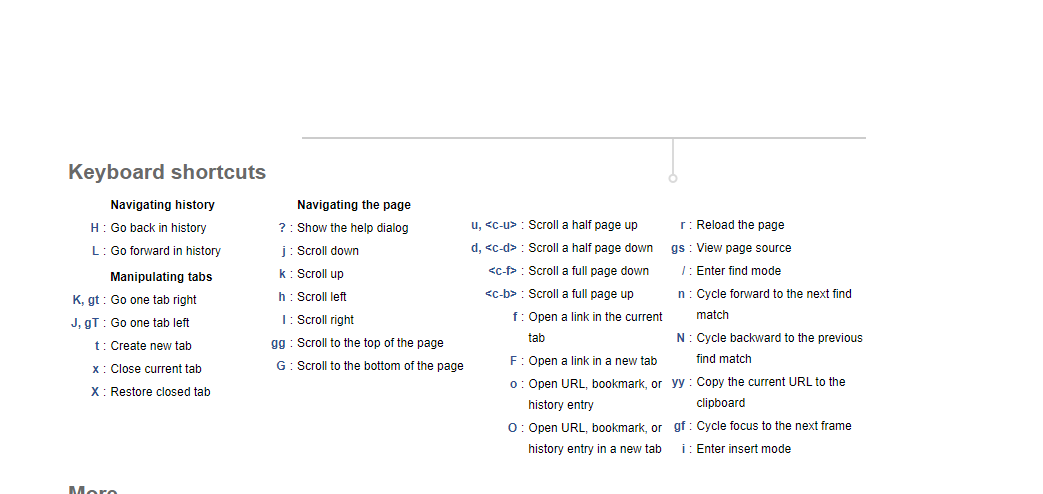 Keyboard shortcuts
Navigating history
H : Go back in history
L : Go forward in history
Manipulating tabs
K, gt : Go one tab right
J, gT : Go one tab left
t : Create new tab
x : Close current tab
X : Restore closed tab
Navigating the page
? : Show the help dialog
j : Scroll down
k : Scroll up
h : Scroll left
l : Scroll right
gg : Scroll to the top of the page
G : Scroll to the bottom of the page
u, <c-u> : Scroll a half page up
d, <c-d> : Scroll a half page down
<c-f> : Scroll a full page down
<c-b> : Scroll a full page up
f : Open a link in the current
tab
F : Open a link in a new tab
o : Open URL, bookmark, or
history entry
O : Open URL, bookmark, or
history entry in a new tab
r : Reload the page
gs : View page source
/ : Enter find mode
n : Cycle forward to the next find
match
N : Cycle backward to the previous
find match
yy : Copy the current URL to the
clipboard
gf : Cycle focus to the next frame
i : Enter insert mode
More